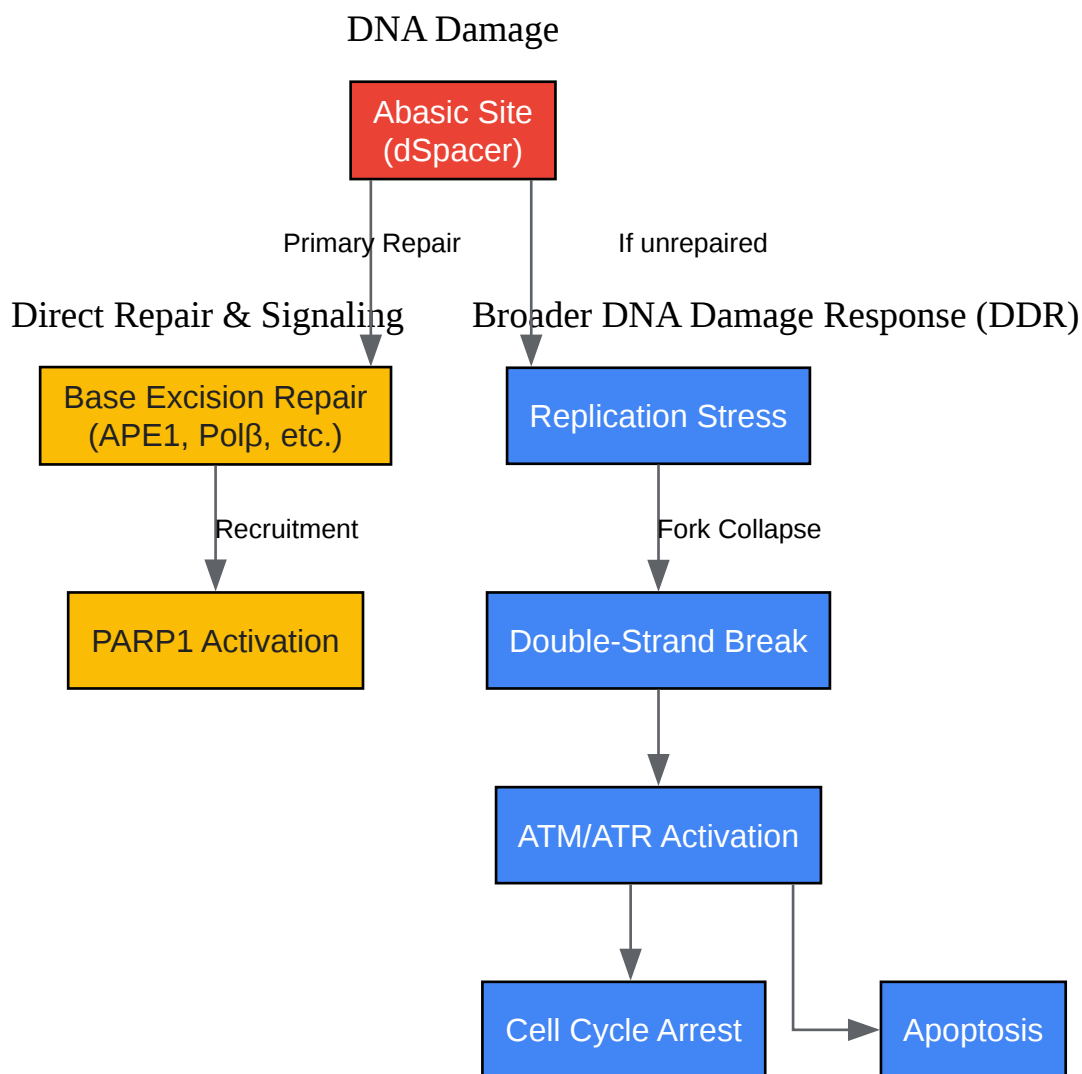 DNA Damage
Abasic Site
(dSpacer)
Primary Repair
If unrepaired
Direct Repair & Signaling
Broader DNA Damage Response (DDR)
Base Excision Repair
(APE1, Polβ, etc.)
Replication Stress
Recruitment
Fork Collapse
PARP1 Activation
Double-Strand Break
ATM/ATR Activation
Cell Cycle Arrest
Apoptosis